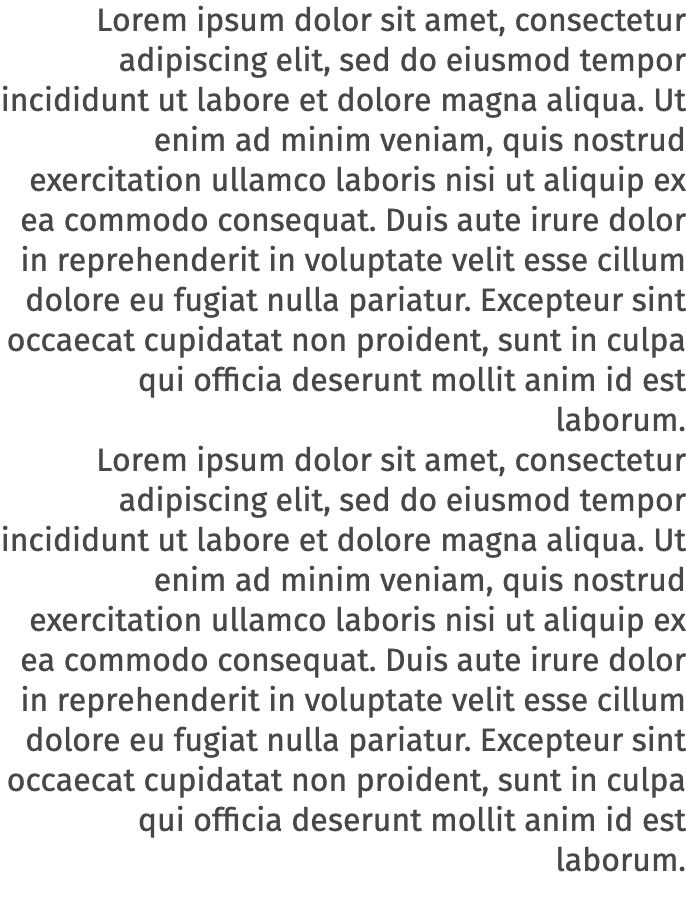 Lorem ipsum dolor sit amet, consectetur
adipiscing elit, sed do eiusmod tempor
incididunt ut labore et dolore magna aliqua. Ut
enim ad minim veniam, quis nostrud
exercitation ullamco laboris nisi ut aliquip ex
ea commodo consequat. Duis aute irure dolor
in reprehenderit in voluptate velit esse cillum
dolore eu fugiat nulla pariatur. Excepteur sint
occaecat cupidatat non proident, sunt in culpa
qui officia deserunt mollit anim id est
laborum.
Lorem ipsum dolor sit amet, consectetur
adipiscing elit, sed do eiusmod tempor
incididunt ut labore et dolore magna aliqua. Ut
enim ad minim veniam, quis nostrud
exercitation ullamco laboris nisi ut aliquip ex
ea commodo consequat. Duis aute irure dolor
in reprehenderit in voluptate velit esse cillum
dolore eu fugiat nulla pariatur. Excepteur sint
occaecat cupidatat non proident, sunt in culpa
qui officia deserunt mollit anim id est
laborum.